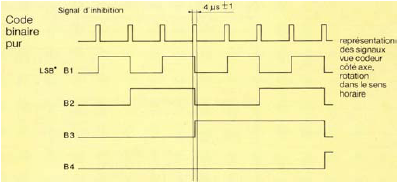 Code
binaire
pur
Signal d'inhibition
4 µs ±1
LSB* B1
B2
B3
B4
représentation
des signaux
vue codeur
côté axe,
rotation
dans le sens
horaire